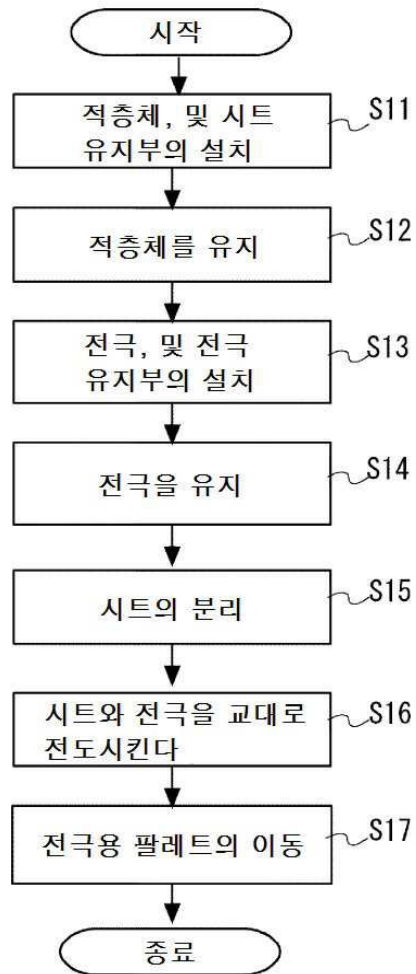 시작
적층체, 및 시트
유지부의 설치
S11
적층체를 유지
S12
전극, 및 전극
유지부의 설치
S13
전극을 유지
S14
시트의 분리
S15
시트와 전극을 교대로
전도시킨다
S16
전극용 팔레트의 이동
S17
종료